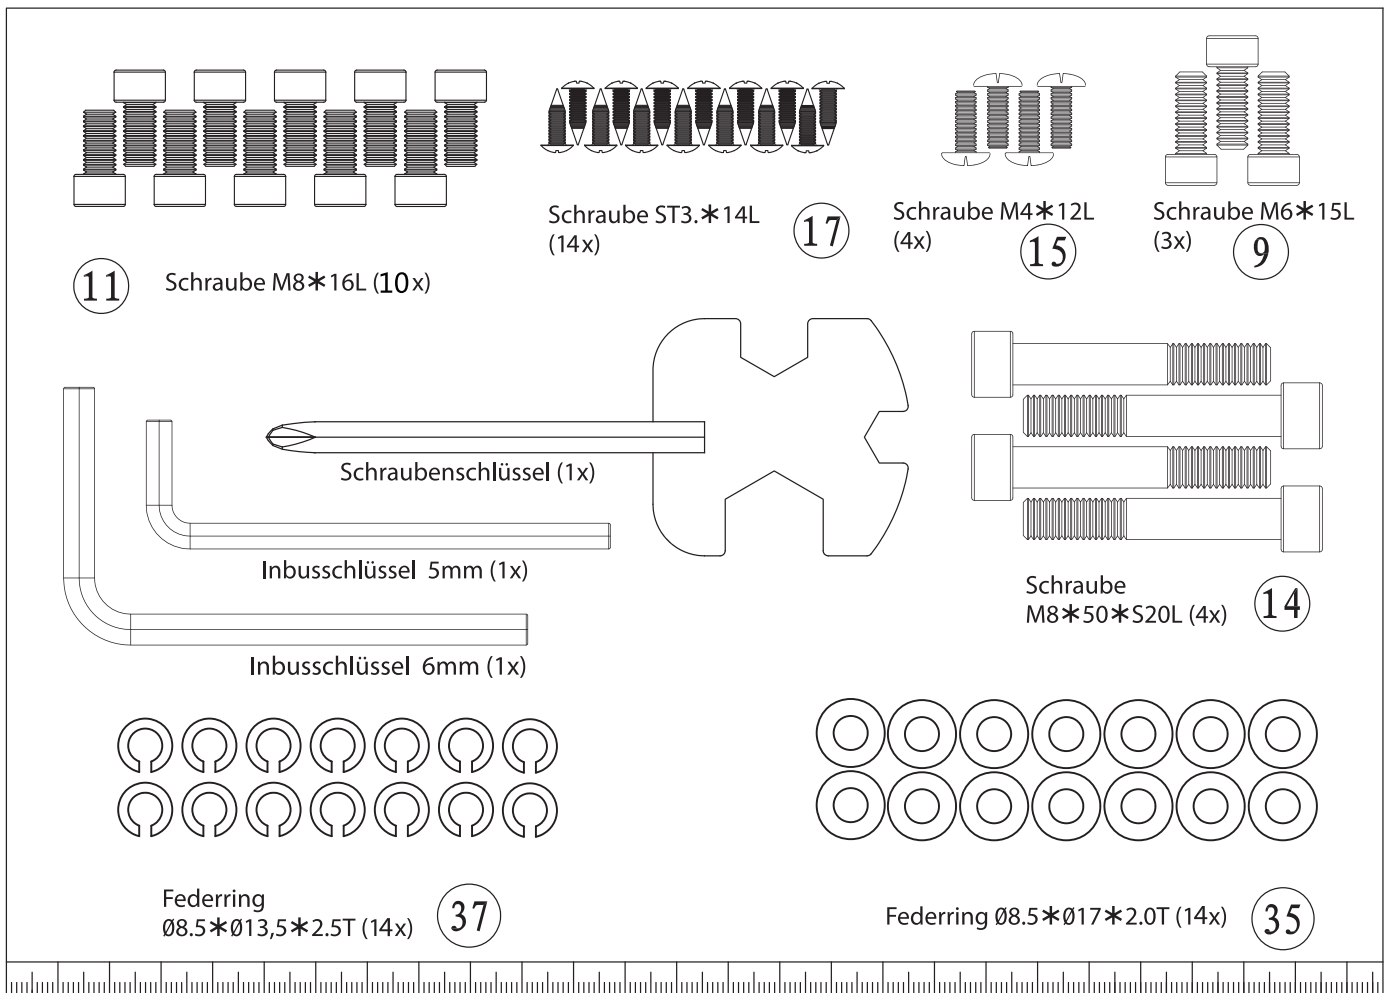 Schraube ST3.*14L
(14x)
17
Schraube M4*12L
(4x)
15
Schraube M6*15L
(3x)
9
11
Schraube M8*16L (10x)
Schraubenschlüssel (1x)
Inbusschlüssel 5mm (1x)
Inbusschlüssel 6mm (1x)
Schraube
M8*50*S20L (4x)
14
Federring
Ø8.5*Ø13,5*2.5T (14x)
37
Federring Ø8.5*Ø17*2.0T (14x)
35